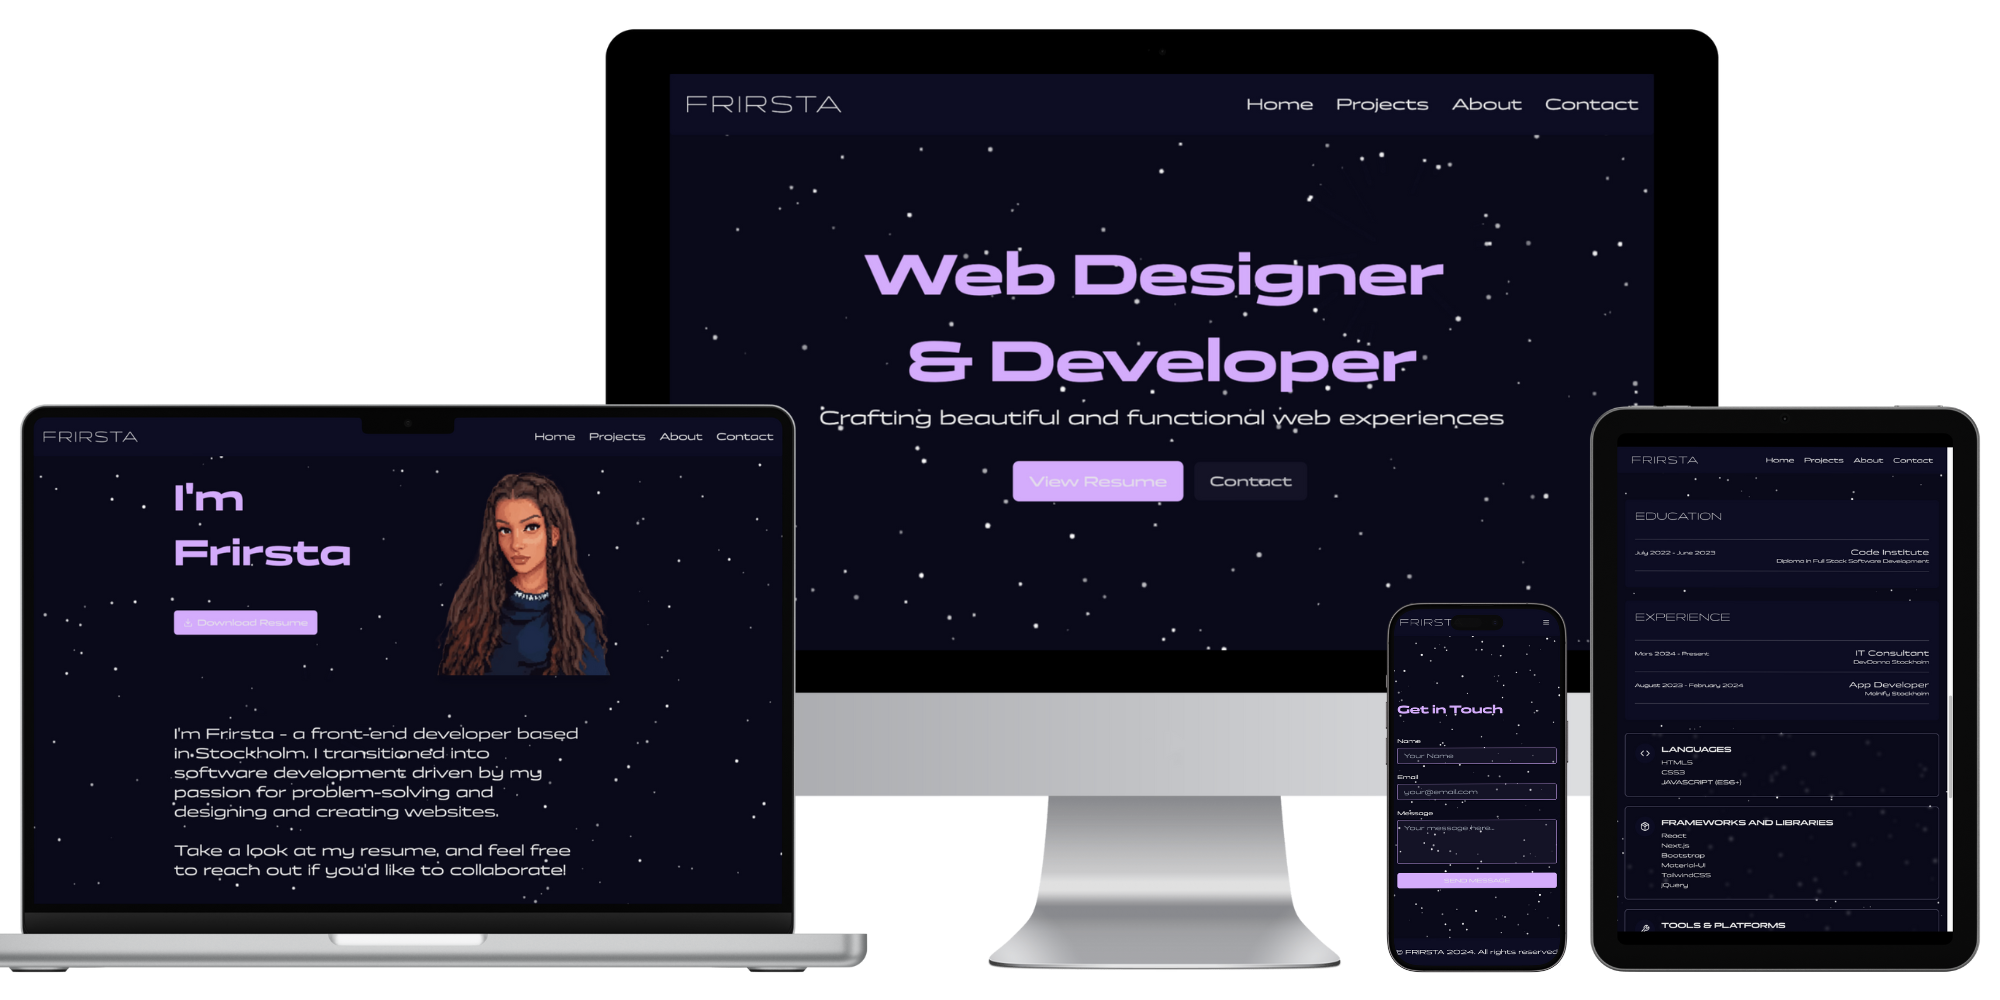 FRIRSTA
Home Projects About Contact
Web Designer
& Developer
Crafting beautiful and functional web experiences
View Resume
Contact
FRIRSTA
Home Projects About Contact
I'm
Frirsta
Download Resume
I'm Frirsta - a front-end developer based
in Stockholm. I transitioned into
software development driven by my
passion for problem-solving and
designing and creating websites.
Take a look at my resume, and feel free
to reach out if you'd like to collaborate!
FRIRST
Get in Touch
Name
Your Name
Email
your@email.com
Message
Your message here...
SEND MESSAGE
© FRIRSTA 2024. All rights reserved
FRIRSTA
Home Projects About Contact
EDUCATION
July 2022 - June 2023 Code Institute
Diploma in Full Stack Software Development
EXPERIENCE
Mars 2024 - Present IT Consultant
DevDonna Stockholm
August 2023 - February 2024 App Developer
Mainify Stockholm
LANGUAGES
HTML5
CSS3
JAVASCRIPT (ES6+)
FRAMEWORKS AND LIBRARIES
React
Next.js
Bootstrap
Material-UI
TailwindCSS
jQuery
TOOLS & PLATFORMS